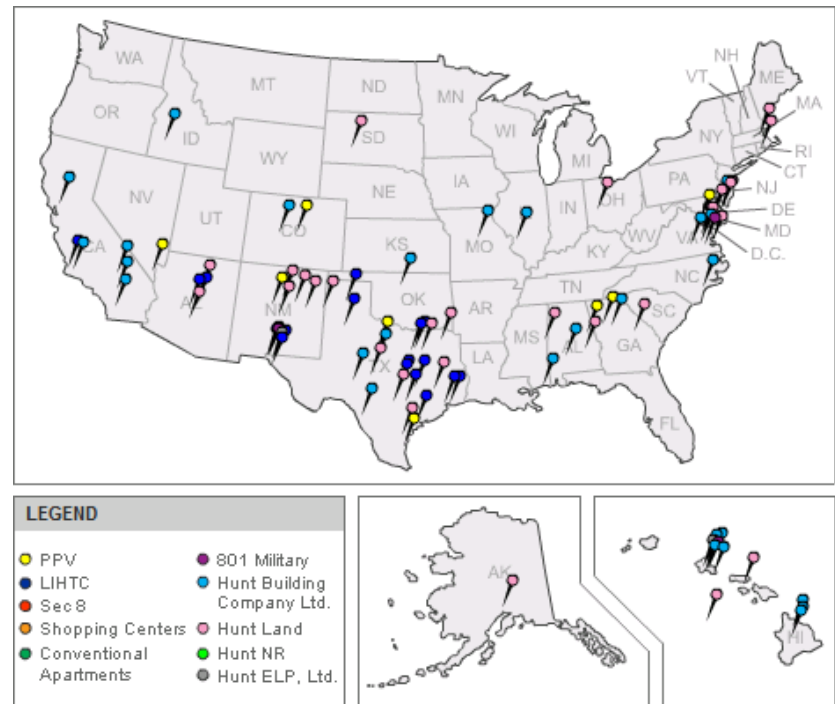 WA
MT
ND
MN
NH
VT
ME
MA
OR
ID
SD
WI
MI
NY
RI
CT
WY
IA
NE
PA
NJ
NV
UT
CO
IN
OH
DE
MD
D.C.
CA
KS
MO
WV
VA
KY
AZ
NM
OK
AR
TN
NC
SC
MS
AL
GA
LA
FL
LEGEND
PPV
LIHTC
Sec 8
Shopping Centers
Conventional
Apartments
801 Military
Hunt Building
Company Ltd.
Hunt Land
Hunt NR
Hunt ELP, Ltd.
AK
HI